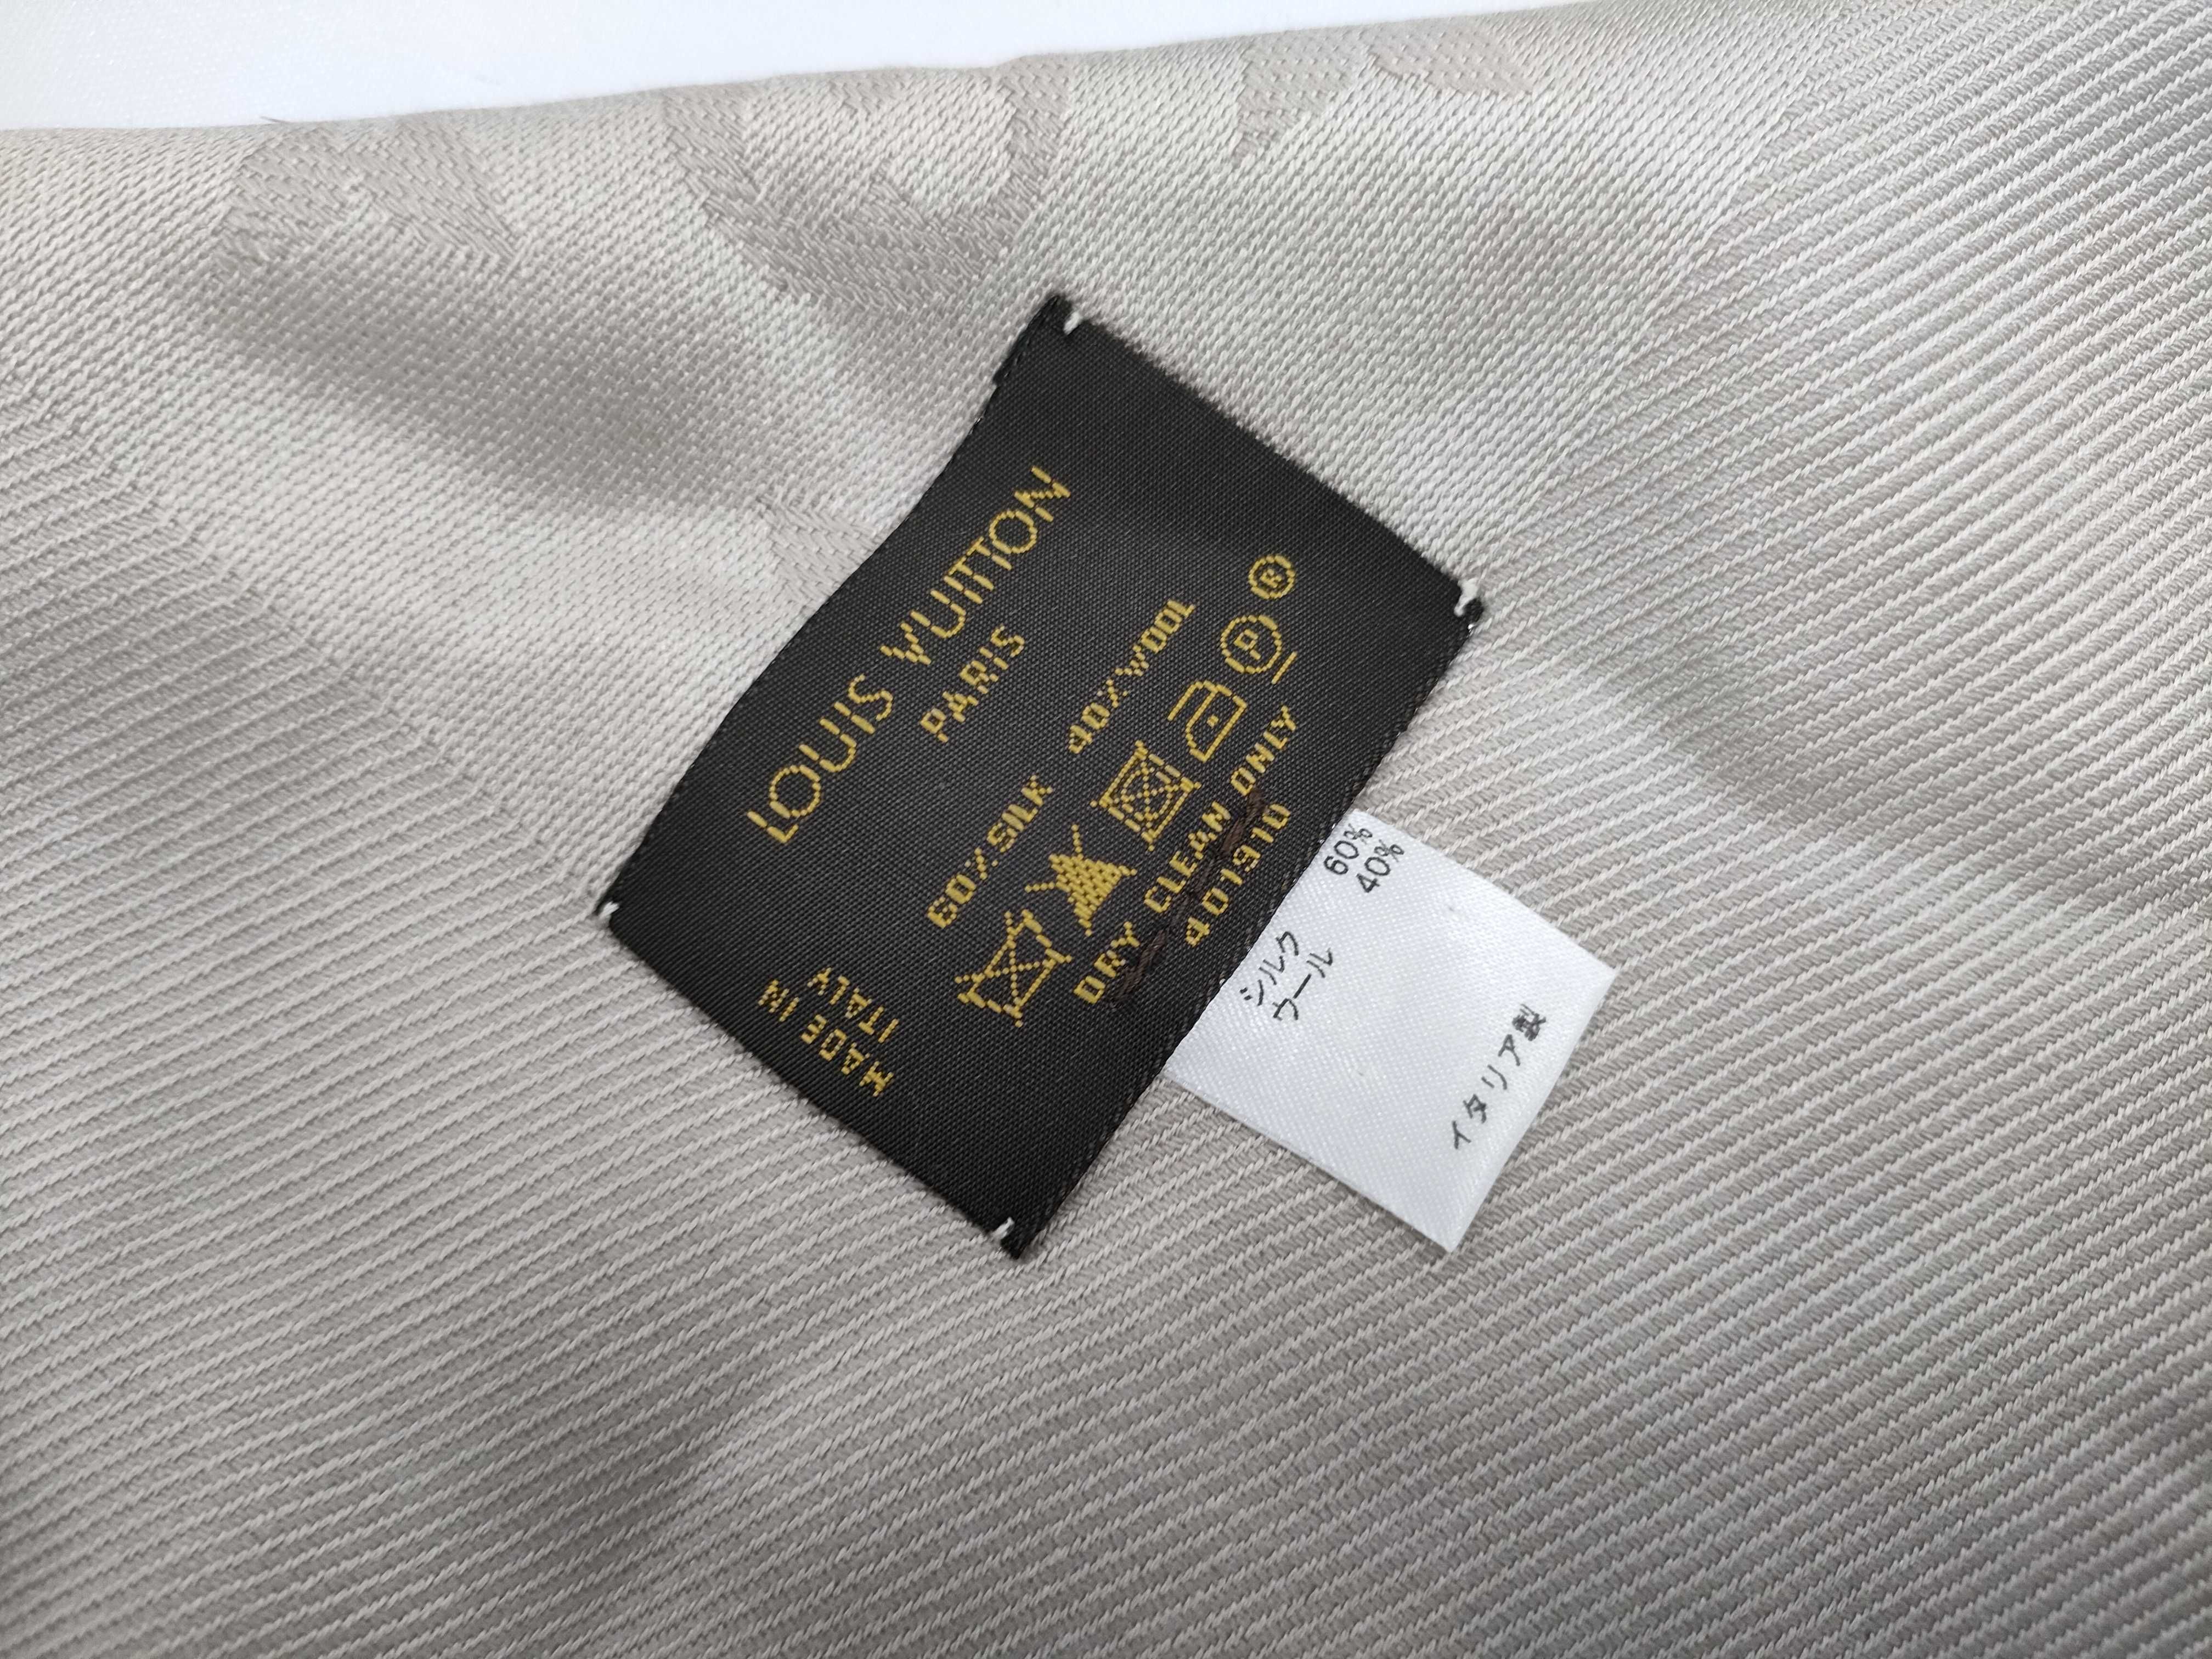 LOUIS VUITTON
PARIS
60%SILK 40%WOOL
P R
DRY CLEAN ONLY
401910
MADE IN
ITALY
シルク 60%
ウール 40%
イタリア製